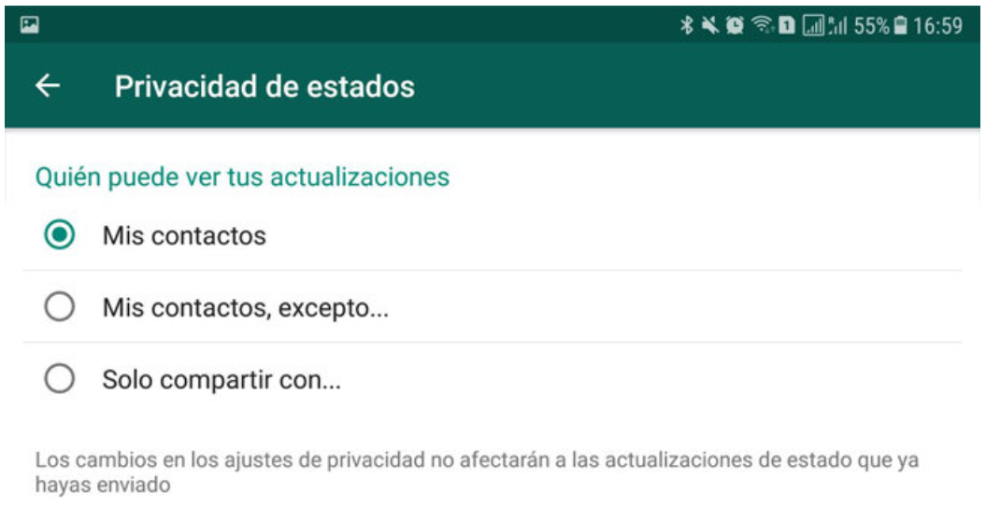 55% 16:59
Privacidad de estados
Quién puede ver tus actualizaciones
Mis contactos
Mis contactos, excepto...
Solo compartir con...
Los cambios en los ajustes de privacidad no afectarán a las actualizaciones de estado que ya
hayas enviado